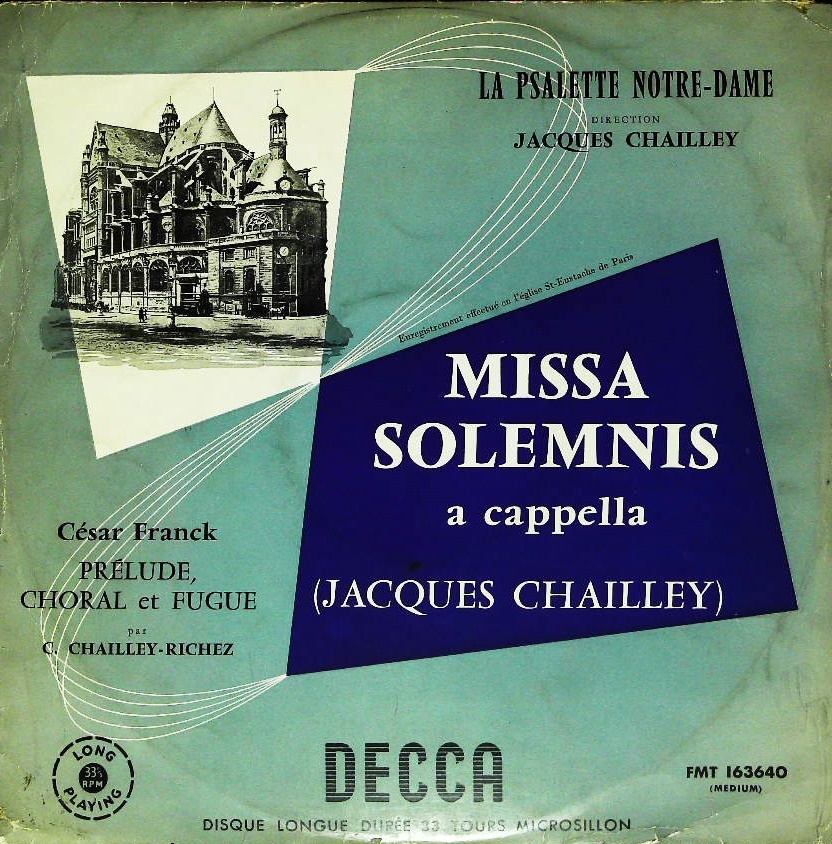 LA PSALETTE NOTRE-DAME
DIRECTION
JACQUES CHAILLEY
Enregistrement effectué en l'église St-Eustache de Paris
MISSA
SOLEMNIS
a cappella
(JACQUES CHAILLEY)
César Franck
PRÉLUDE,
CHORAL et FUGUE
par
C. CHAILLEY-RICHEZ
LONG
33⅓
RPM
PLAYING
DECCA
FMT 163640
(MEDIUM)
DISQUE LONGUE DURÉE 33 TOURS MICROSILLON